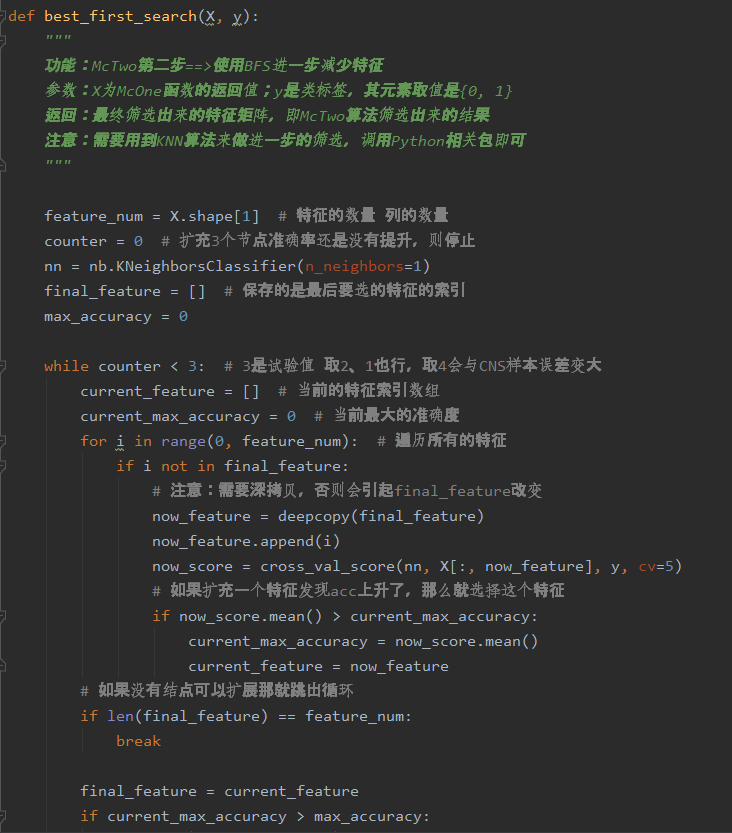 def best_first_search(X, y):
"""
功能：McTwo第二步==>使用BFS进一步减少特征
参数：X为McOne函数的返回值；y是类标签，其元素取值是{0, 1}
返回：最终筛选出来的特征矩阵，即McTwo算法筛选出来的结果
注意：需要用到KNN算法来做进一步的筛选，调用Python相关包即可
"""
feature_num = X.shape[1]  # 特征的数量 列的数量
counter = 0  # 扩充3个节点准确率还是没有提升，则停止
nn = nb.KNeighborsClassifier(n_neighbors=1)
final_feature = []  # 保存的是最后要选的特征的索引
max_accuracy = 0
while counter < 3:  # 3是试验值 取2、1也行，取4会与CNS样本误差变大
current_feature = []  # 当前的特征索引数组
current_max_accuracy = 0  # 当前最大的准确度
for i in range(0, feature_num):  # 遍历所有的特征
if i not in final_feature:
# 注意：需要深拷贝，否则会引起final_feature改变
now_feature = deepcopy(final_feature)
now_feature.append(i)
now_score = cross_val_score(nn, X[:, now_feature], y, cv=5)
# 如果扩充一个特征发现acc上升了，那么就选择这个特征
if now_score.mean() > current_max_accuracy:
current_max_accuracy = now_score.mean()
current_feature = now_feature
# 如果没有结点可以扩展那就跳出循环
if len(final_feature) == feature_num:
break
final_feature = current_feature
if current_max_accuracy > max_accuracy: